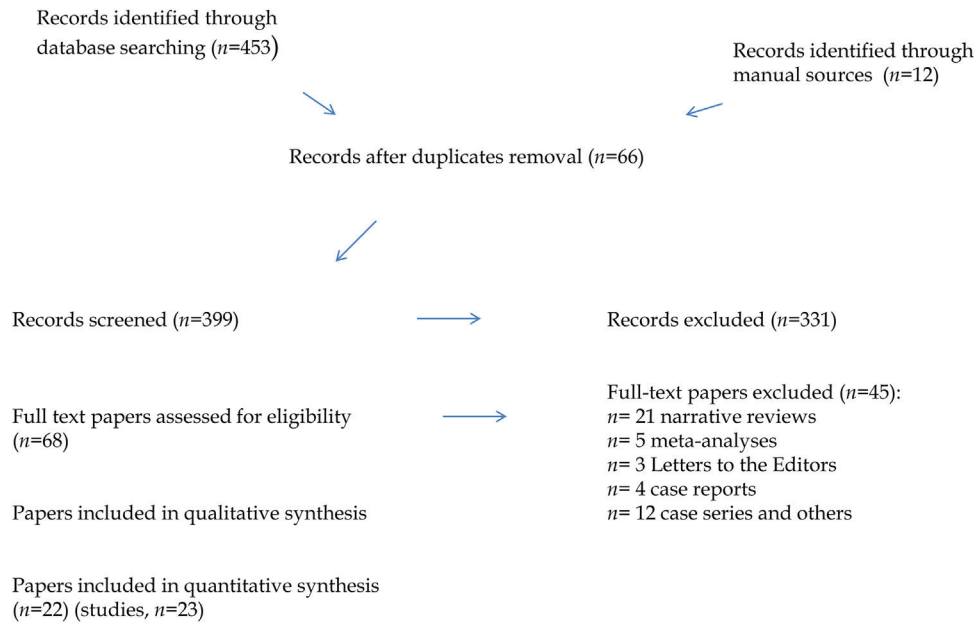 Records identified through
database searching (n=453)
Records identified through
manual sources (n=12)
Records after duplicates removal (n=66)
Records screened (n=399)
Records excluded (n=331)
Full text papers assessed for eligibility
(n=68)
Full-text papers excluded (n=45):
n= 21 narrative reviews
n= 5 meta-analyses
n= 3 Letters to the Editors
n= 4 case reports
n= 12 case series and others
Papers included in qualitative synthesis
Papers included in quantitative synthesis
(n=22) (studies, n=23)